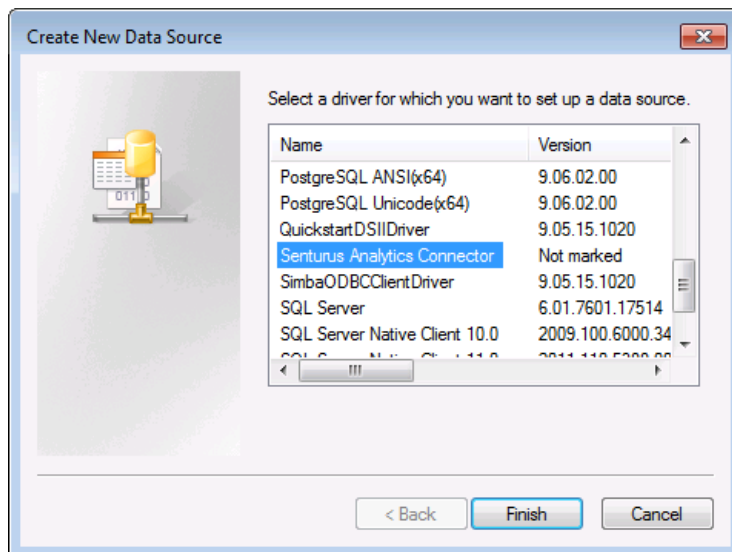 Create New Data Source
Select a driver for which you want to set up a data source.
Name Version
PostgreSQL ANSI(x64) 9.06.02.00
PostgreSQL Unicode(x64) 9.06.02.00
QuickstartDSIIDriver 9.05.15.1020
Senturus Analytics Connector Not marked
SimbaODBCClientDriver 9.05.15.1020
SQL Server 6.01.7601.17514
SQL Server Native Client 10.0 2009.100.6000.34
< Back Finish Cancel